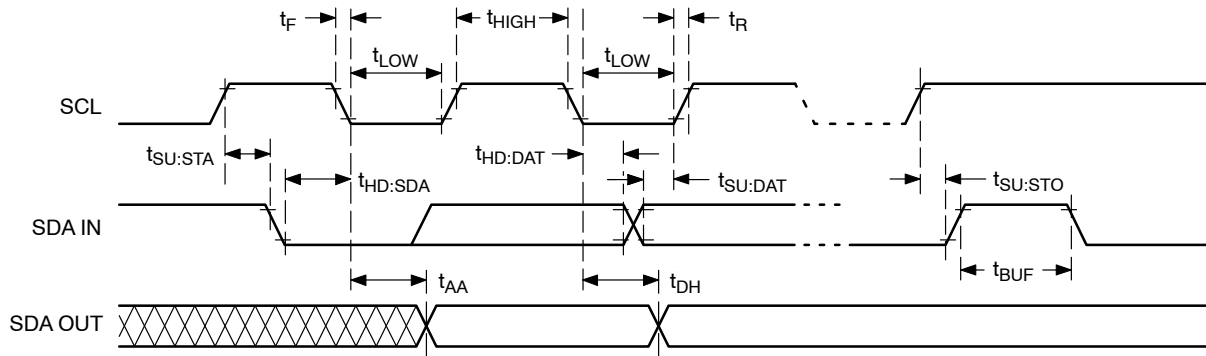 tF
tHIGH
tR
tLOW
tLOW
SCL
tSU:STA
tHD:DAT
tHD:SDA
tSU:DAT
tSU:STO
SDA IN
tBUF
tAA
tDH
SDA OUT